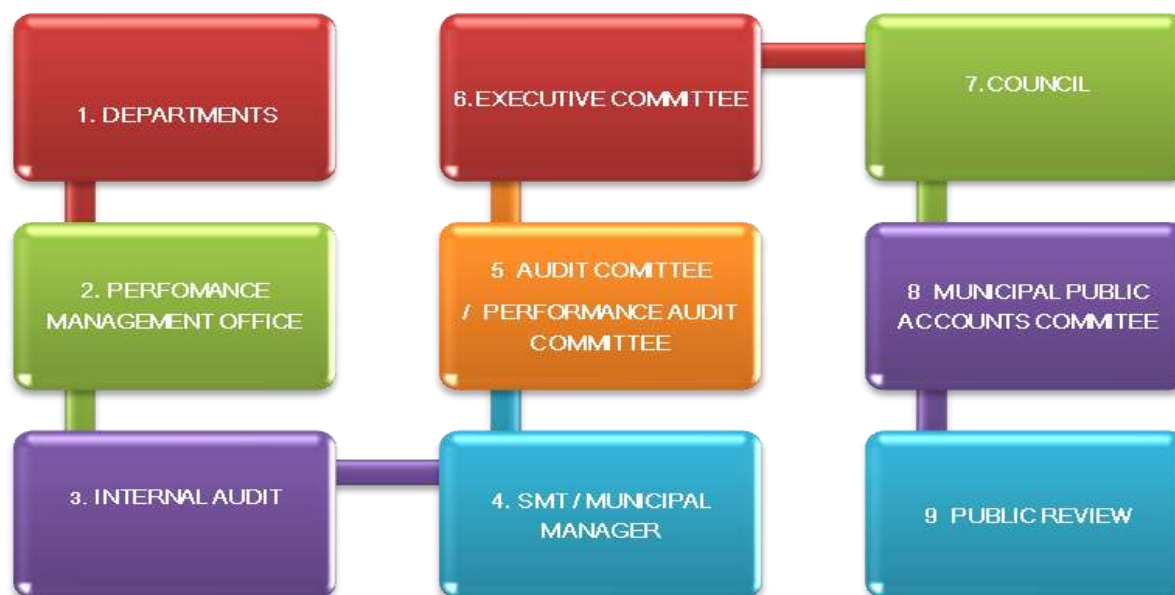 1. DEPARTMENTS
2. PERFOMANCE
MANAGEMENT OFFICE
3. INTERNAL AUDIT
4. SMT / MUNICIPAL
MANAGER
5 AUDIT COMITTEE
/ PERFORMANCE AUDIT
COMMITTEE
6.EXECUTIVE COMMITTEE
7. COUNCIL
8 MUNICIPAL PUBLIC
ACCOUNTS COMMITEE
9 PUBLIC REVIEW